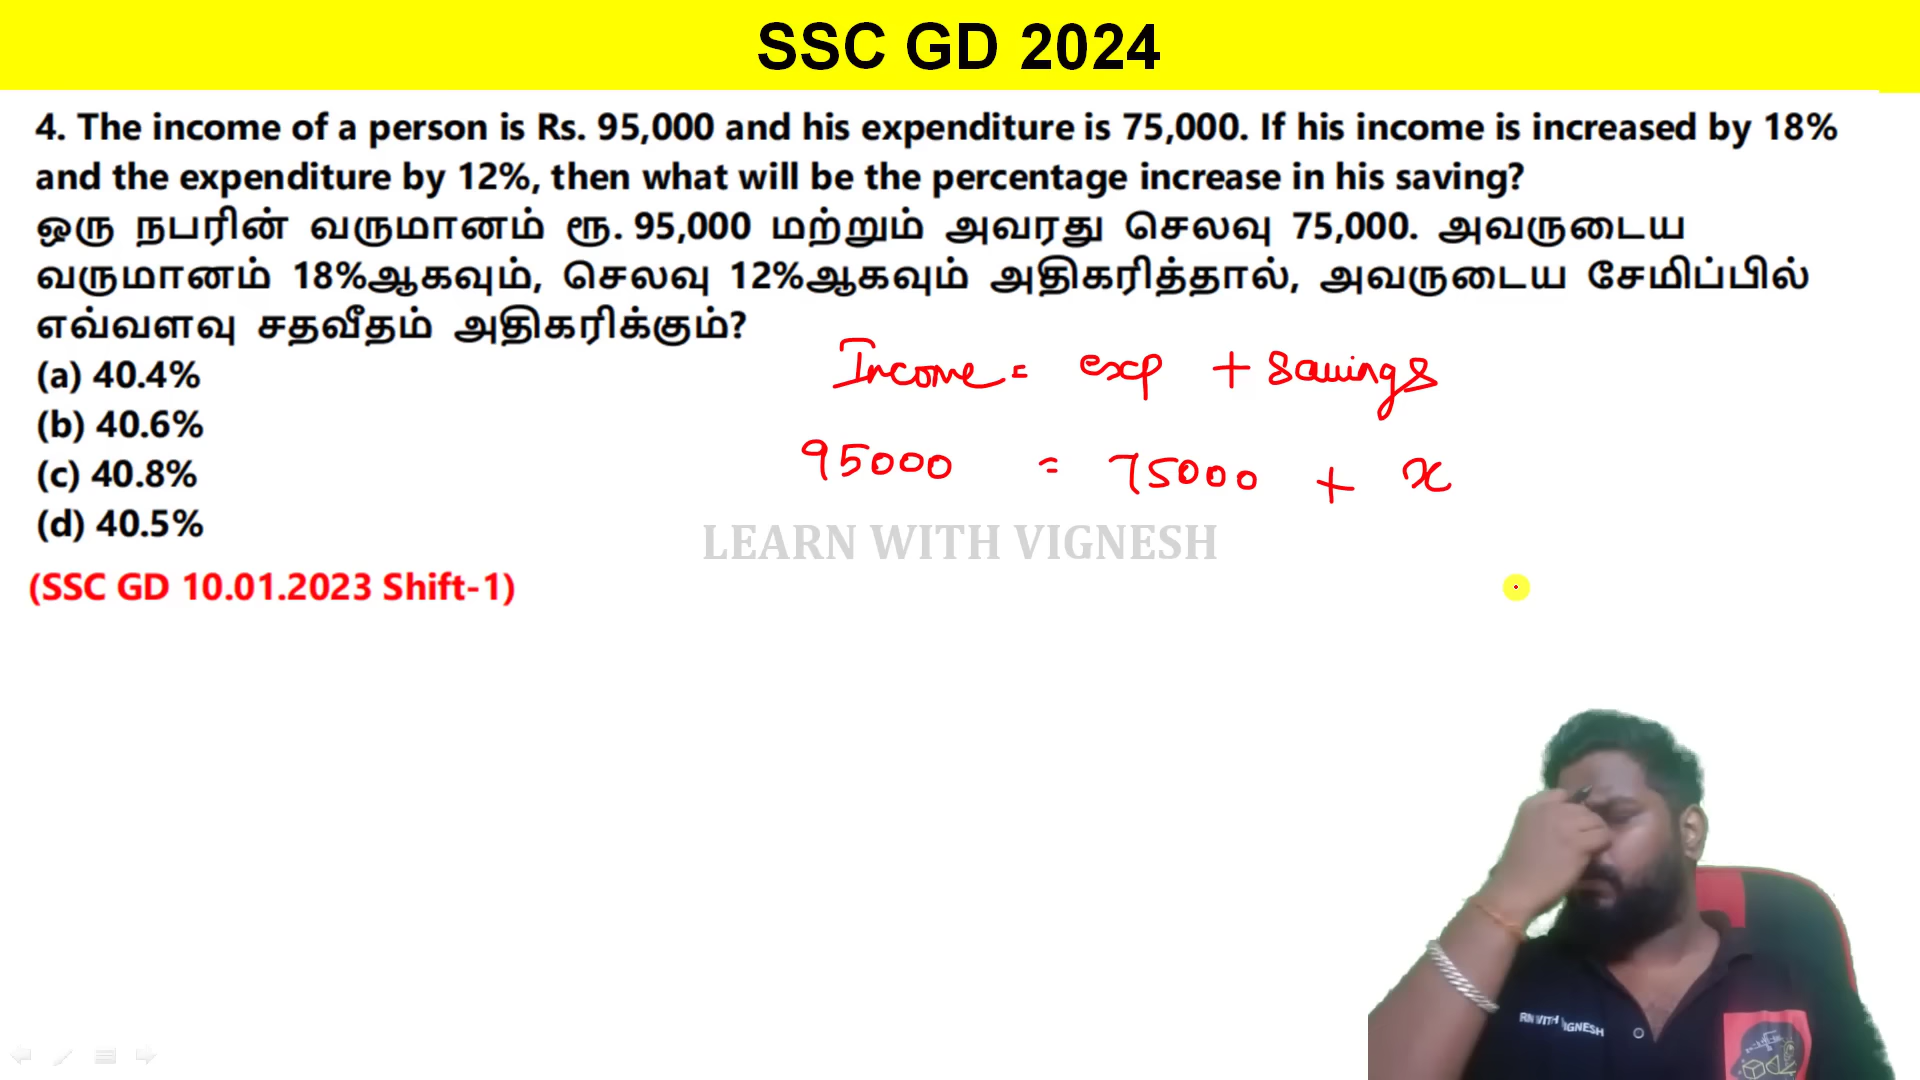 SSC GD 2024
4. The income of a person is Rs. 95,000 and his expenditure is 75,000. If his income is increased by 18%
and the expenditure by 12%, then what will be the percentage increase in his saving?
ஒரு நபரின் வருமானம் ரூ. 95,000 மற்றும் அவரது செலவு 75,000. அவருடைய
வருமானம் 18%ஆகவும், செலவு 12%ஆகவும் அதிகரித்தால், அவருடைய சேமிப்பில்
எவ்வளவு சதவீதம் அதிகரிக்கும்?
(a) 40.4%
(b) 40.6%
(c) 40.8%
(d) 40.5%
(SSC GD 10.01.2023 Shift-1)
Income = exp + savings
95000 = 75000 + x
LEARN WITH VIGNESH
RN WITH VIGNESH